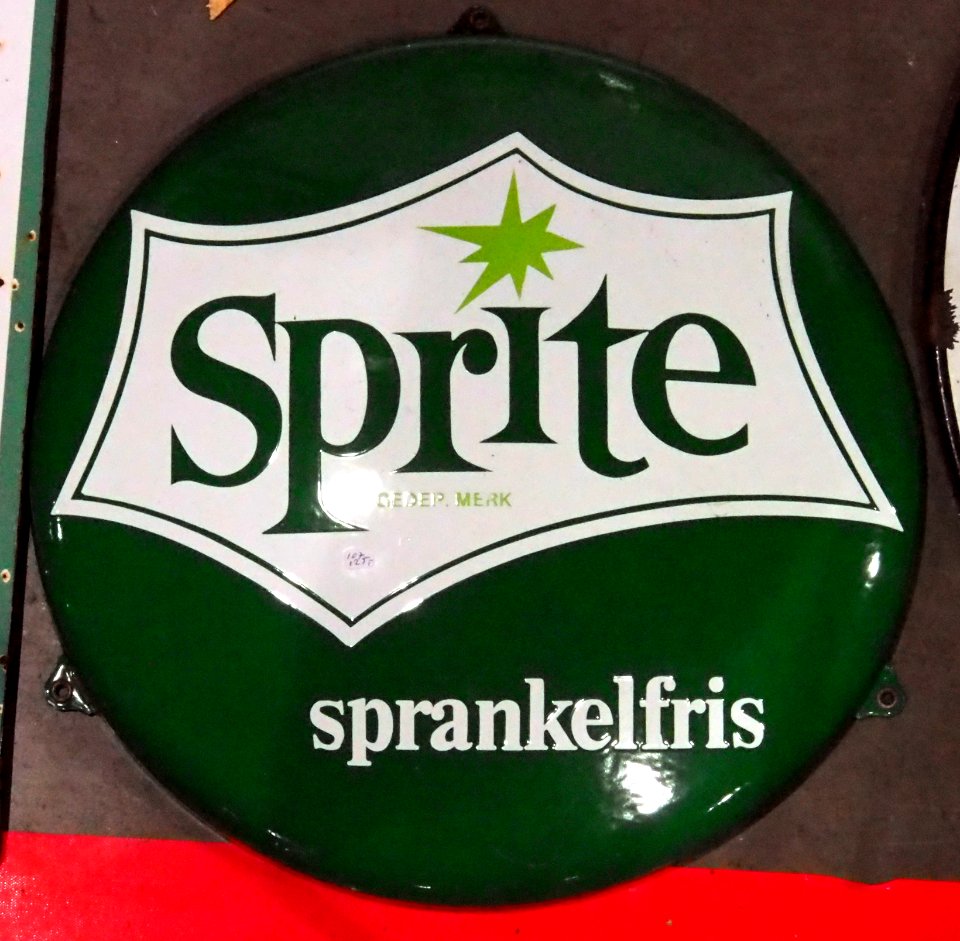 Sprite
GEDEP. MERK
sprankelfris